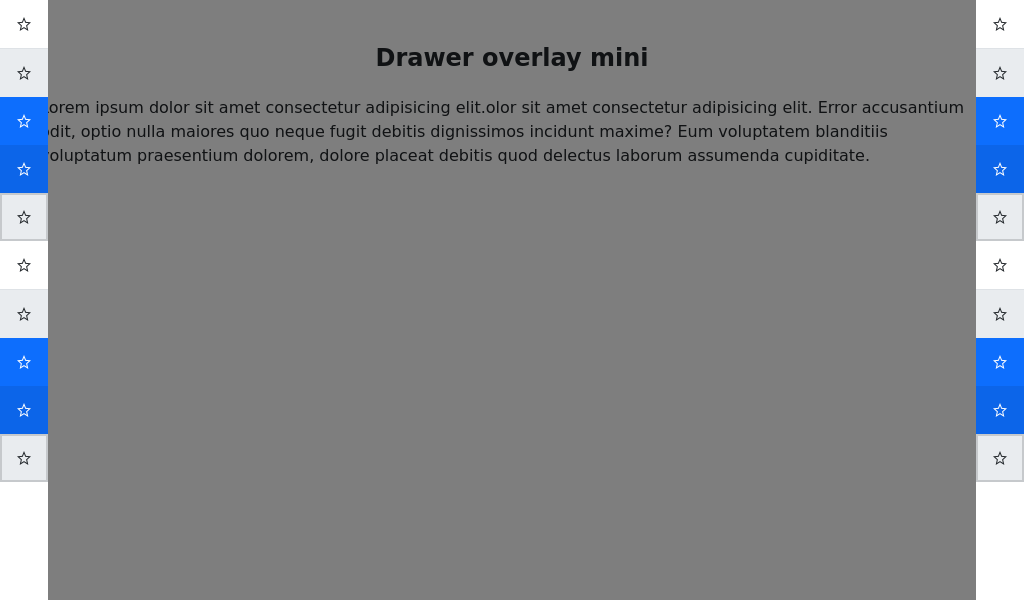 Drawer overlay mini
orem ipsum dolor sit amet consectetur adipisicing elit.olor sit amet consectetur adipisicing elit. Error accusantium
dit, optio nulla maiores quo neque fugit debitis dignissimos incidunt maxime? Eum voluptatem blanditiis
voluptatum praesentium dolorem, dolore placeat debitis quod delectus laborum assumenda cupiditate.